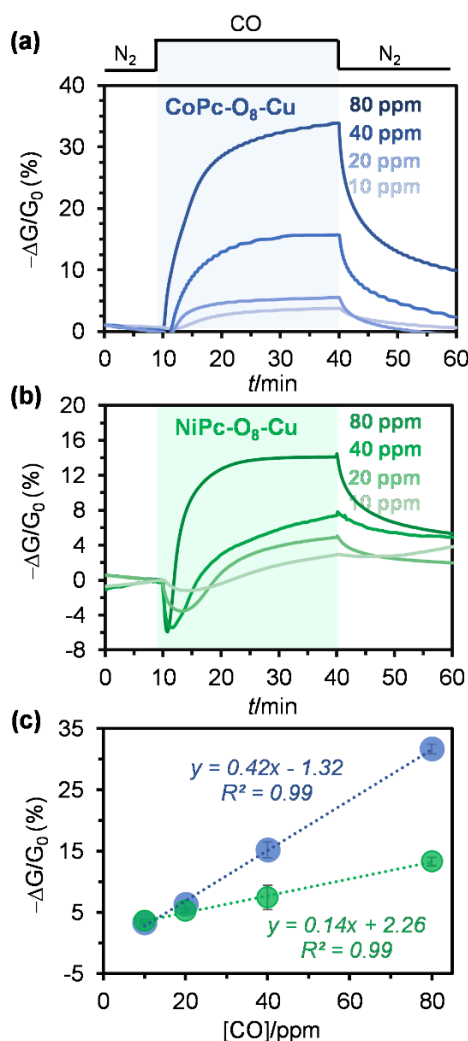 (a)
N₂
CO
N₂
CoPc-O₈-Cu
80 ppm
40 ppm
20 ppm
10 ppm
−ΔG/G₀ (%)
40
30
20
10
0
0 10 20 30 40 50 60
t/min
(b)
NiPc-O₈-Cu
80 ppm
40 ppm
20 ppm
10 ppm
−ΔG/G₀ (%)
20
16
12
8
4
0
-4
-8
0 10 20 30 40 50 60
t/min
(c)
y = 0.42x - 1.32
R² = 0.99
y = 0.14x + 2.26
R² = 0.99
−ΔG/G₀ (%)
35
25
15
5
-5
0 20 40 60 80
[CO]/ppm